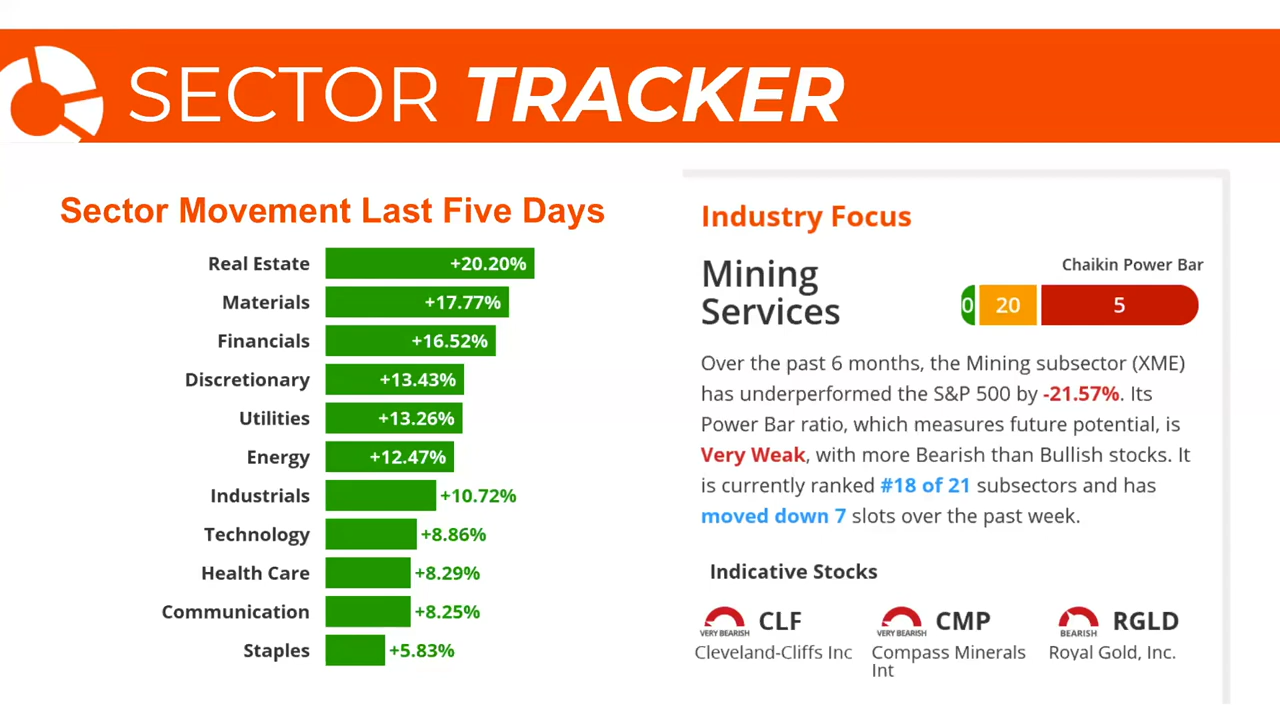 SECTOR TRACKER
Sector Movement Last Five Days
Real Estate +20.20%
Materials +17.77%
Financials +16.52%
Discretionary +13.43%
Utilities +13.26%
Energy +12.47%
Industrials +10.72%
Technology +8.86%
Health Care +8.29%
Communication +8.25%
Staples +5.83%
Industry Focus
Mining
Services
Chaikin Power Bar
0 20 5
Over the past 6 months, the Mining subsector (XME)
has underperformed the S&P 500 by -21.57%. Its
Power Bar ratio, which measures future potential, is
Very Weak, with more Bearish than Bullish stocks. It
is currently ranked #18 of 21 subsectors and has
moved down 7 slots over the past week.
Indicative Stocks
VERY BEARISH CLF
Cleveland-Cliffs Inc
VERY BEARISH CMP
Compass Minerals
Int
BEARISH RGLD
Royal Gold, Inc.